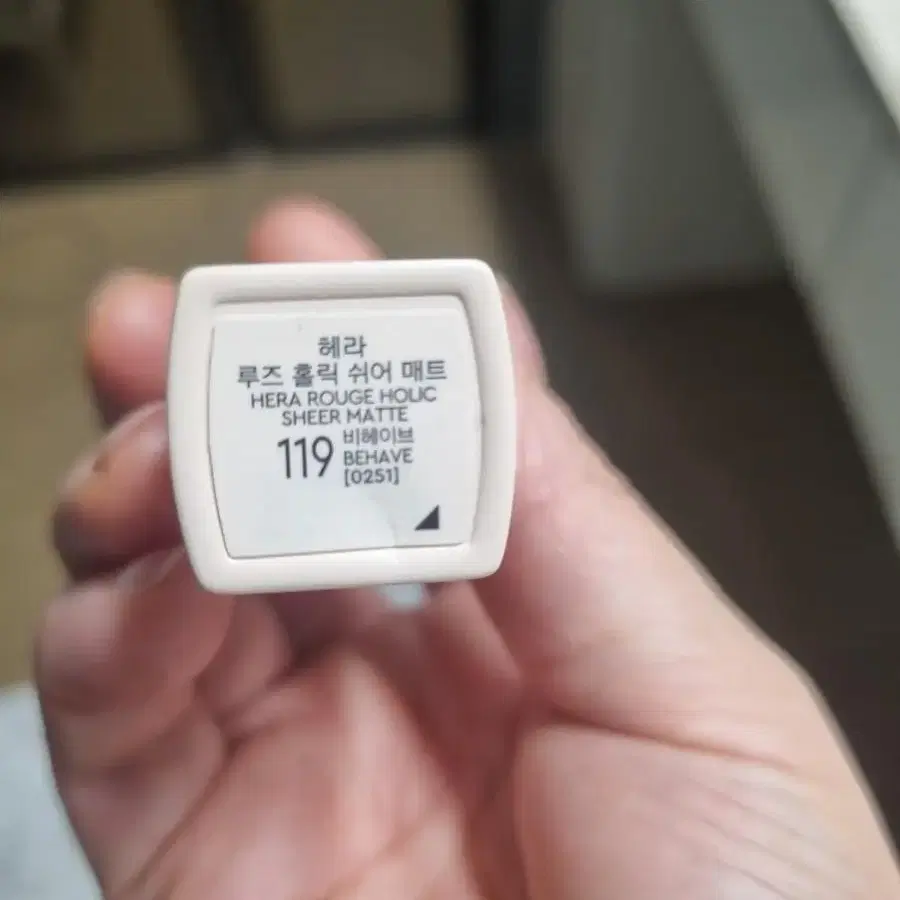 헤라
루즈 홀릭 쉬어 매트
HERA ROUGE HOLIC
SHEER MATTE
119 비헤이브
BEHAVE
[0251]